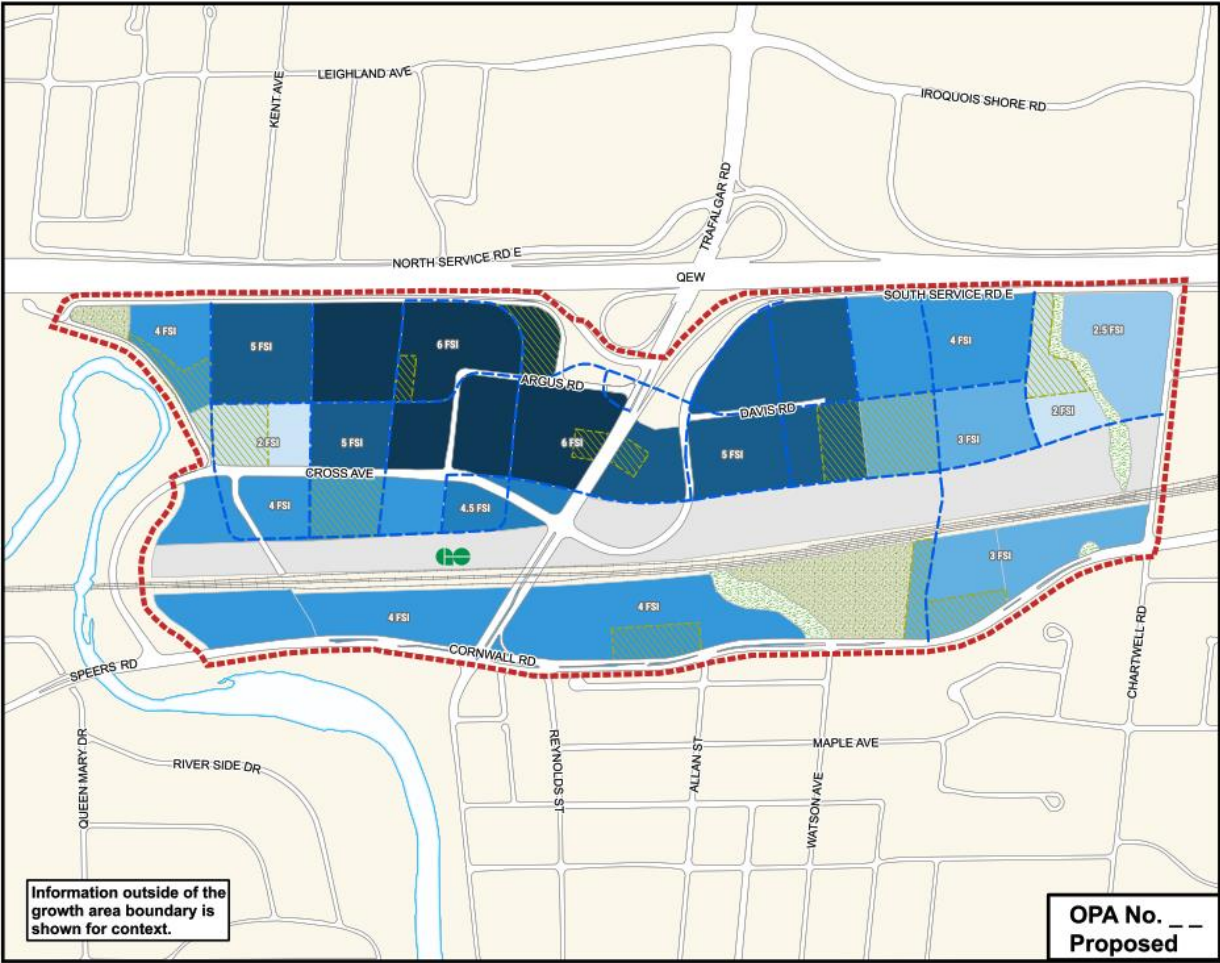 LEIGHLAND AVE
KENT AVE
IROQUOIS SHORE RD
TRAFALGAR RD
NORTH SERVICE RD E
QEW
SOUTH SERVICE RD E
4 FSI
5 FSI
6 FSI
4 FSI
2.5 FSI
ARGUS RD
DAVIS RD
2 FSI
2 FSI
5 FSI
6 FSI
5 FSI
3 FSI
CROSS AVE
4 FSI
4.5 FSI
GO
3 FSI
4 FSI
4 FSI
CORNWALL RD
SPEERS RD
CHARTWELL RD
QUEEN MARY DR
RIVER SIDE DR
REYNOLDS ST
ALLAN ST
WATSON AVE
MAPLE AVE
Information outside of the
growth area boundary is
shown for context.
OPA No. _ _
Proposed